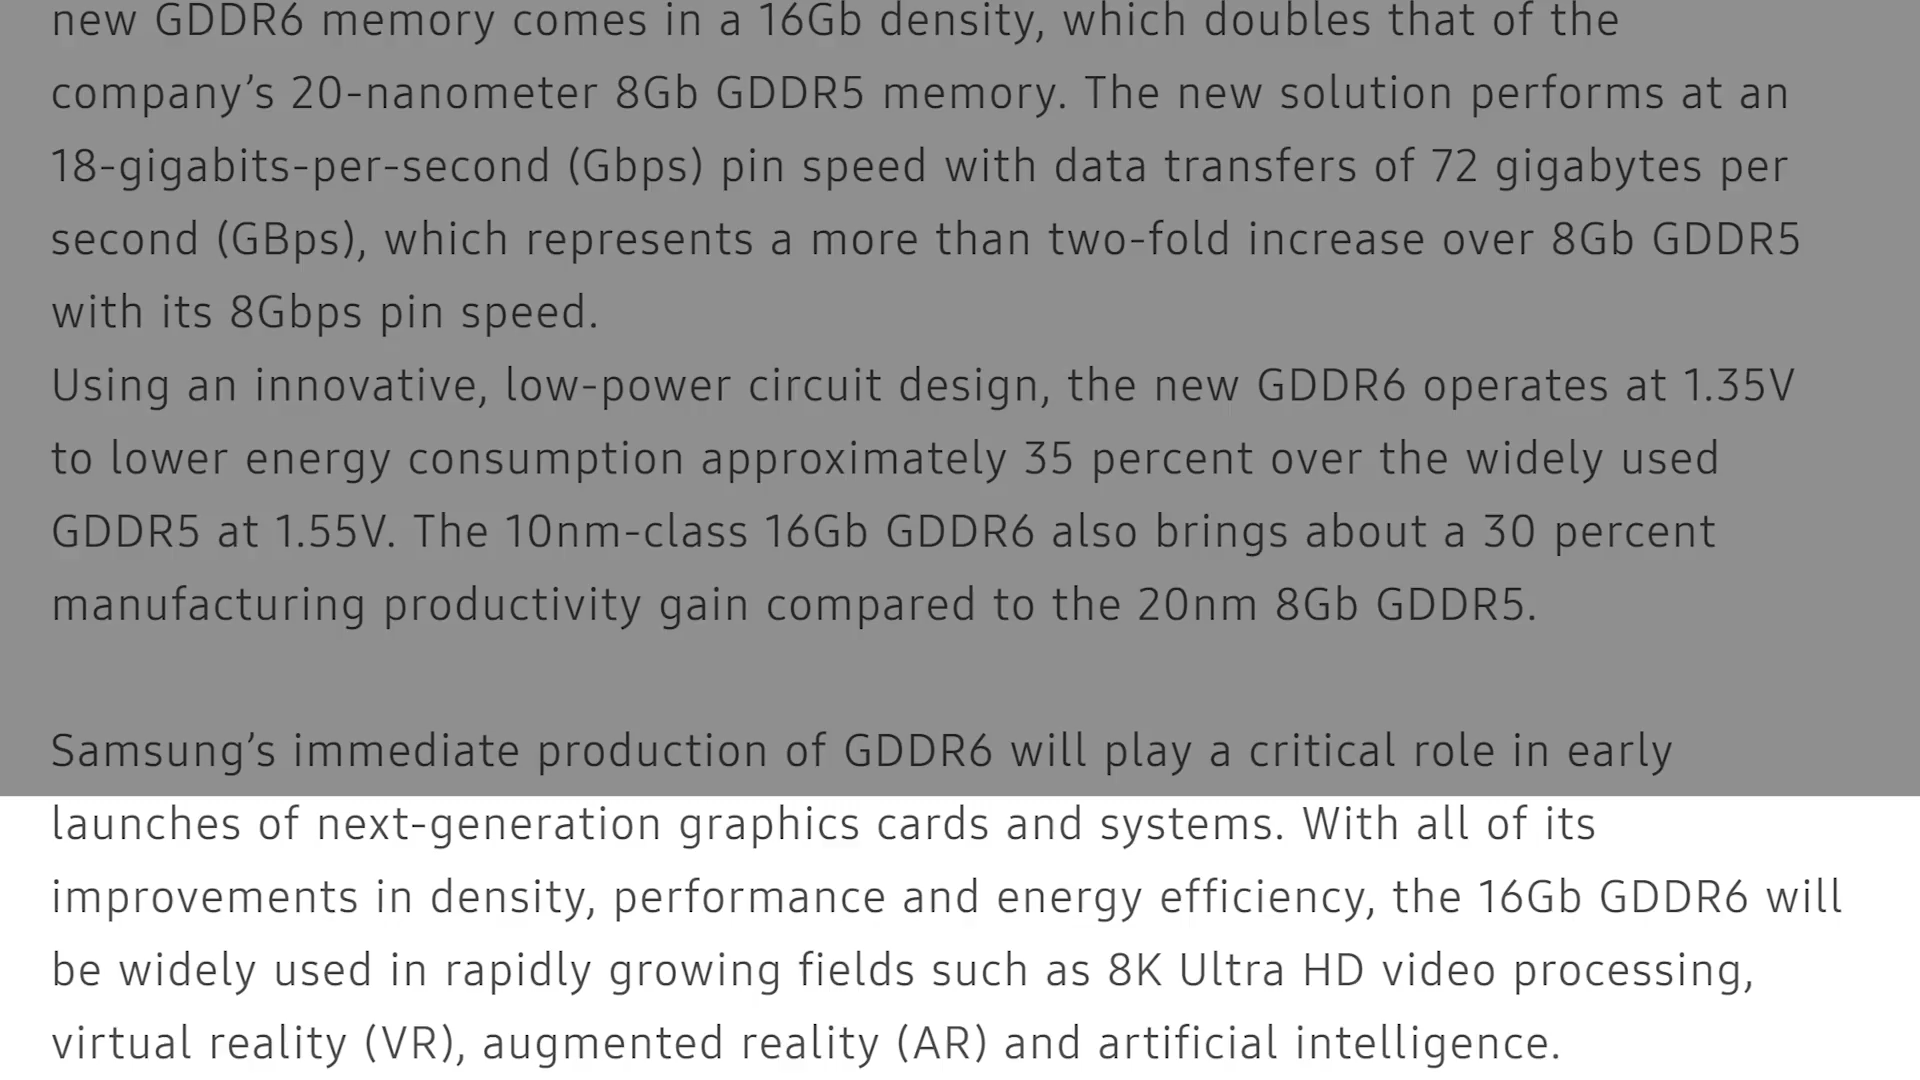 new GDDR6 memory comes in a 16Gb density, which doubles that of the
company’s 20-nanometer 8Gb GDDR5 memory. The new solution performs at an
18-gigabits-per-second (Gbps) pin speed with data transfers of 72 gigabytes per
second (GBps), which represents a more than two-fold increase over 8Gb GDDR5
with its 8Gbps pin speed.
Using an innovative, low-power circuit design, the new GDDR6 operates at 1.35V
to lower energy consumption approximately 35 percent over the widely used
GDDR5 at 1.55V. The 10nm-class 16Gb GDDR6 also brings about a 30 percent
manufacturing productivity gain compared to the 20nm 8Gb GDDR5.
Samsung’s immediate production of GDDR6 will play a critical role in early
launches of next-generation graphics cards and systems. With all of its
improvements in density, performance and energy efficiency, the 16Gb GDDR6 will
be widely used in rapidly growing fields such as 8K Ultra HD video processing,
virtual reality (VR), augmented reality (AR) and artificial intelligence.